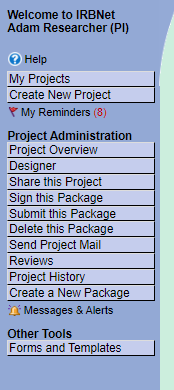 Welcome to IRBNet
Adam Researcher (PI)
Help
My Projects
Create New Project
My Reminders (8)
Project Administration
Project Overview
Designer
Share this Project
Sign this Package
Submit this Package
Delete this Package
Send Project Mail
Reviews
Project History
Create a New Package
Messages & Alerts
Other Tools
Forms and Templates